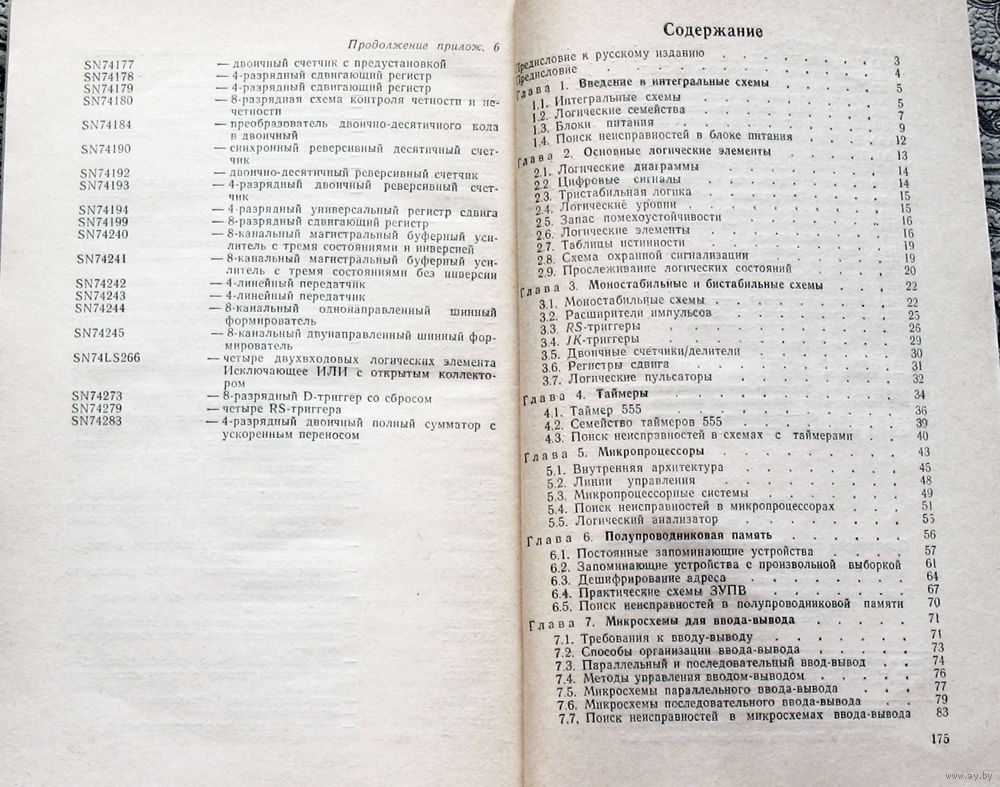 Продолжение прилож. 6
SN74177 — двоичный счетчик с предустановкой
SN74178 — 4-разрядный сдвигающий регистр
SN74179 — 4-разрядный сдвигающий регистр
SN74180 — 8-разрядная схема контроля четности и не-
четности
SN74184 — преобразователь двоично-десятичного кода
в двоичный
SN74190 — синхронный реверсивный десятичный счет-
чик
SN74192 — двоично-десятичный реверсивный счетчик
SN74193 — 4-разрядный двоичный реверсивный счет-
чик
SN74194 — 4-разрядный универсальный регистр сдвига
SN74199 — 8-разрядный сдвигающий регистр
SN74240 — 8-канальный магистральный буферный уси-
литель с тремя состояниями и инверсией
SN74241 — 8-канальный магистральный буферный уси-
литель с тремя состояниями без инверсии
SN74242 — 4-линейный передатчик
SN74243 — 4-линейный передатчик
SN74244 — 8-канальный однонаправленный шинный
формирователь
SN74245 — 8-канальный двунаправленный шинный фор-
мирователь
SN74LS266 — четыре двухвходовых логических элемента
Исключающее ИЛИ с открытым коллекто-
ром
SN74273 — 8-разрядный D-триггер со сбросом
SN74279 — четыре RS-триггера
SN74283 — 4-разрядный двоичный полный сумматор с
ускоренным переносом
Содержание
Предисловие к русскому изданию . . . . . . . 3
Предисловие . . . . . . . . . . . 4
Глава 1. Введение в интегральные схемы . . . . . 5
1.1. Интегральные схемы . . . . . . . . 5
1.2. Логические семейства . . . . . . . . 7
1.3. Блоки питания . . . . . . . . . 9
1.4. Поиск неисправностей в блоке питания . . . . 12
Глава 2. Основные логические элементы . . . . . 13
2.1. Логические диаграммы . . . . . . . . 14
2.2. Цифровые сигналы . . . . . . . . 14
2.3. Тристабильная логика . . . . . . . . 15
2.4. Логические уровни . . . . . . . . 15
2.5. Запас помехоустойчивости . . . . . . . 16
2.6. Логические элементы . . . . . . . . 16
2.7. Таблицы истинности . . . . . . . . 19
2.8. Схема охранной сигнализации . . . . . . 19
2.9. Прослеживание логических состояний . . . . 20
Глава 3. Моностабильные и бистабильные схемы . . . 22
3.1. Моностабильные схемы . . . . . . . . 22
3.2. Расширители импульсов . . . . . . . 25
3.3. RS-триггеры . . . . . . . . . . 26
3.4. JK-триггеры . . . . . . . . . . 29
3.5. Двоичные счетчики/делители . . . . . . 30
3.6. Регистры сдвига . . . . . . . . . 31
3.7. Логические пульсаторы . . . . . . . . 32
Глава 4. Таймеры . . . . . . . . . . 34
4.1. Таймер 555 . . . . . . . . . . 36
4.2. Семейство таймеров 555 . . . . . . . 39
4.3. Поиск неисправностей в схемах с таймерами . . 40
Глава 5. Микропроцессоры . . . . . . . . 43
5.1. Внутренняя архитектура . . . . . . . 45
5.2. Линии управления . . . . . . . . 48
5.3. Микропроцессорные системы . . . . . . 49
5.4. Поиск неисправностей в микропроцессорах . . . 51
5.5. Логический анализатор . . . . . . . . 55
Глава 6. Полупроводниковая память . . . . . . 56
6.1. Постоянные запоминающие устройства . . . . 57
6.2. Запоминающие устройства с произвольной выборкой 61
6.3. Дешифрирование адреса . . . . . . . . 64
6.4. Практические схемы ЗУПВ . . . . . . . 67
6.5. Поиск неисправностей в полупроводниковой памяти 70
Глава 7. Микросхемы для ввода-вывода . . . . . 71
7.1. Требования к вводу-выводу . . . . . . . 71
7.2. Способы организации ввода-вывода . . . . . 73
7.3. Параллельный и последовательный ввод-вывод . . 74
7.4. Методы управления вводом-выводом . . . . . 76
7.5. Микросхемы параллельного ввода-вывода . . . 77
7.6. Микросхемы последовательного ввода-вывода . . 79
7.7. Поиск неисправностей в микросхемах ввода-вывода 83
175
www.ay.by